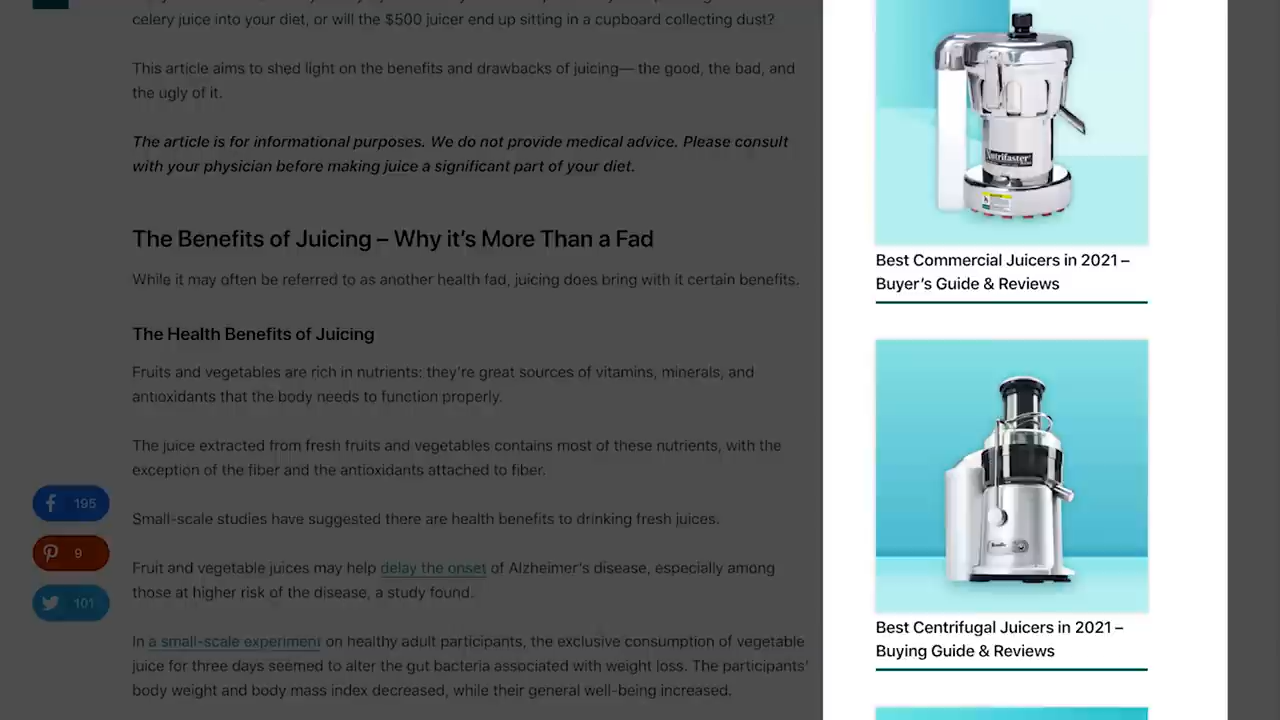 celery juice into your diet, or will the $500 juicer end up sitting in a cupboard collecting dust?
This article aims to shed light on the benefits and drawbacks of juicing— the good, the bad, and
the ugly of it.
The article is for informational purposes. We do not provide medical advice. Please consult
with your physician before making juice a significant part of your diet.
The Benefits of Juicing – Why it's More Than a Fad
While it may often be referred to as another health fad, juicing does bring with it certain benefits.
The Health Benefits of Juicing
Fruits and vegetables are rich in nutrients: they're great sources of vitamins, minerals, and
antioxidants that the body needs to function properly.
The juice extracted from fresh fruits and vegetables contains most of these nutrients, with the
exception of the fiber and the antioxidants attached to fiber.
Small-scale studies have suggested there are health benefits to drinking fresh juices.
Fruit and vegetable juices may help delay the onset of Alzheimer's disease, especially among
those at higher risk of the disease, a study found.
In a small-scale experiment on healthy adult participants, the exclusive consumption of vegetable
juice for three days seemed to alter the gut bacteria associated with weight loss. The participants'
body weight and body mass index decreased, while their general well-being increased.
195
9
101
Nutrifaster
Best Commercial Juicers in 2021 –
Buyer's Guide & Reviews
Breville
Best Centrifugal Juicers in 2021 –
Buying Guide & Reviews